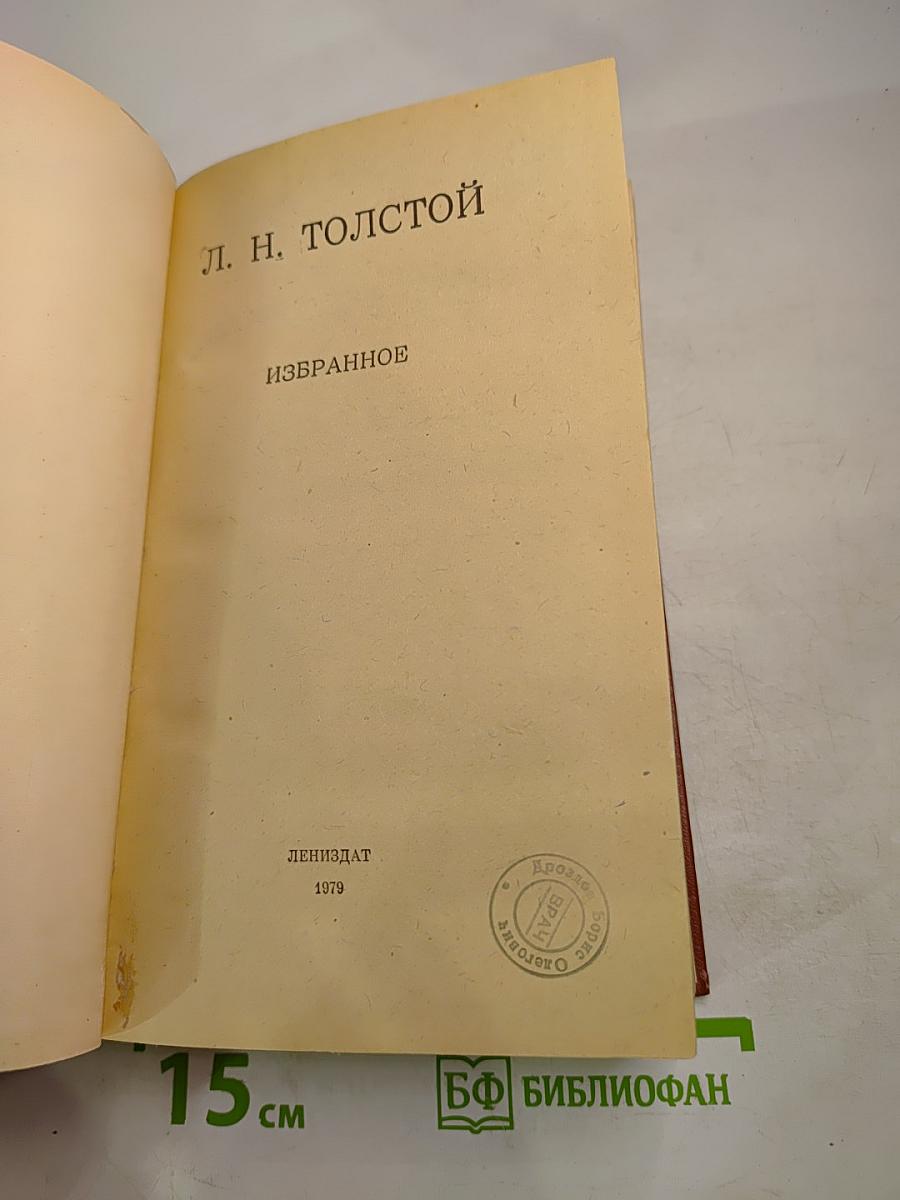 Л. Н. ТОЛСТОЙ
ИЗБРАННОЕ
ЛЕНИЗДАТ
1979
Дроздов Борис Олегович
ВРАЧ
15 см
БФ БИБЛИОФАН